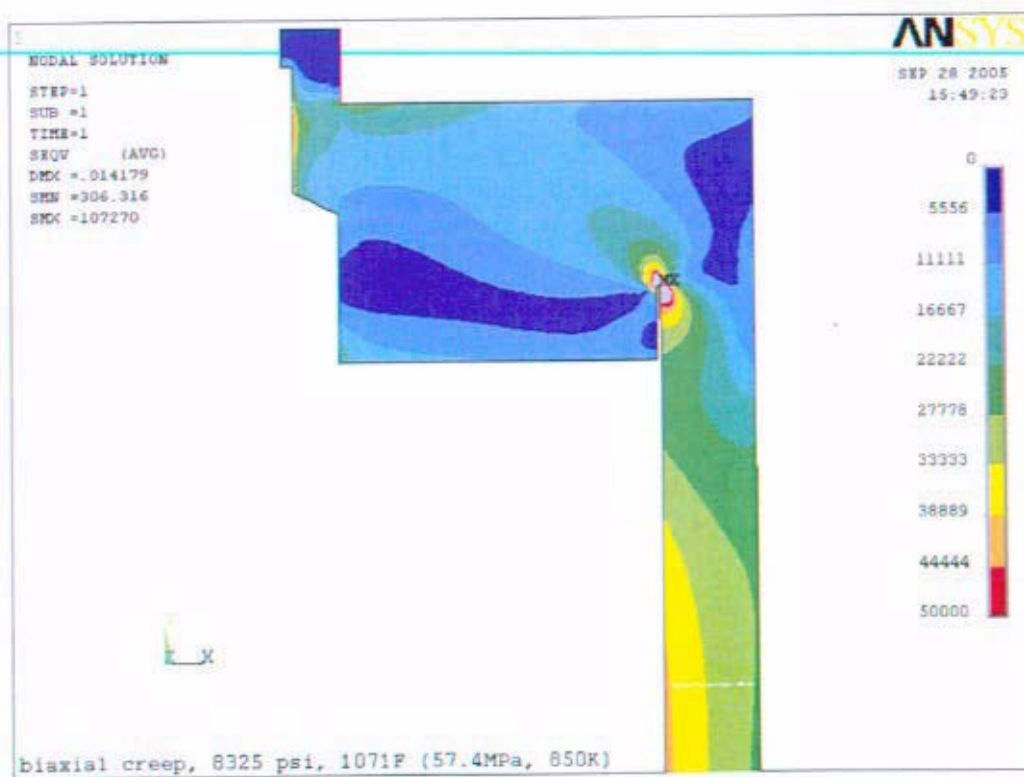 1
ANSYS
NODAL SOLUTION
STEP=1
SUB =1
TIME=1
SEQV (AVG)
DMX =.014179
SMN =306.316
SMX =107270
SEP 28 2005
15:49:23
0
5556
11111
16667
22222
27778
33333
38889
44444
50000
MX
Z X
biaxial creep, 8325 psi, 1071F (57.4MPa, 850K)